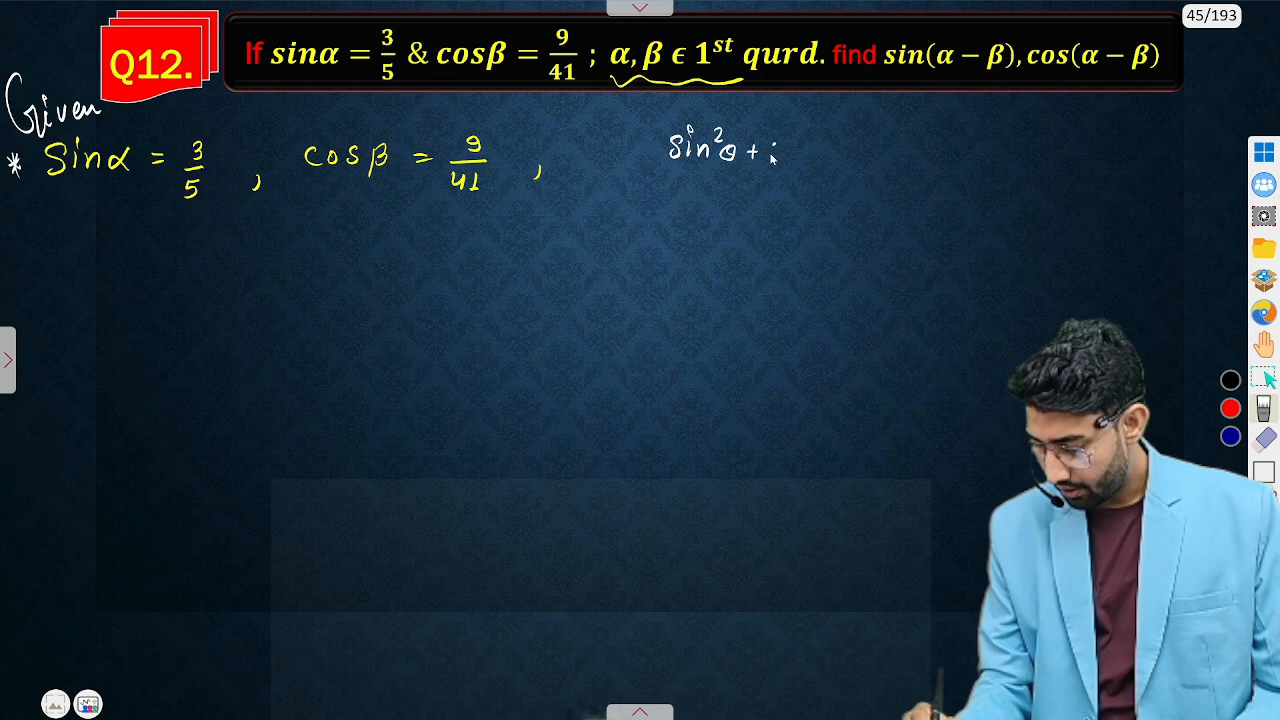 45/193
Q12. If sinα = 3/5 & cosβ = 9/41 ; α, β ϵ 1ˢᵗ qurd. find sin(α − β), cos(α − β)
Given
* Sinα = 3/5 , cosβ = 9/41 , sin²θ +